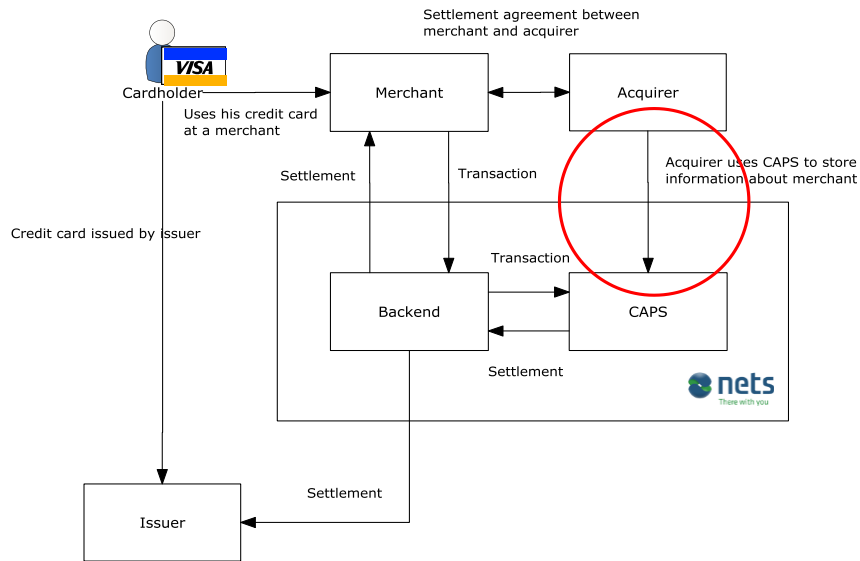 Settlement agreement between
merchant and acquirer
VISA
Cardholder
Merchant
Acquirer
Uses his credit card
at a merchant
Settlement
Transaction
Acquirer uses CAPS to store
information about merchant
Credit card issued by issuer
Transaction
Backend
CAPS
Settlement
nets
There with you
Settlement
Issuer